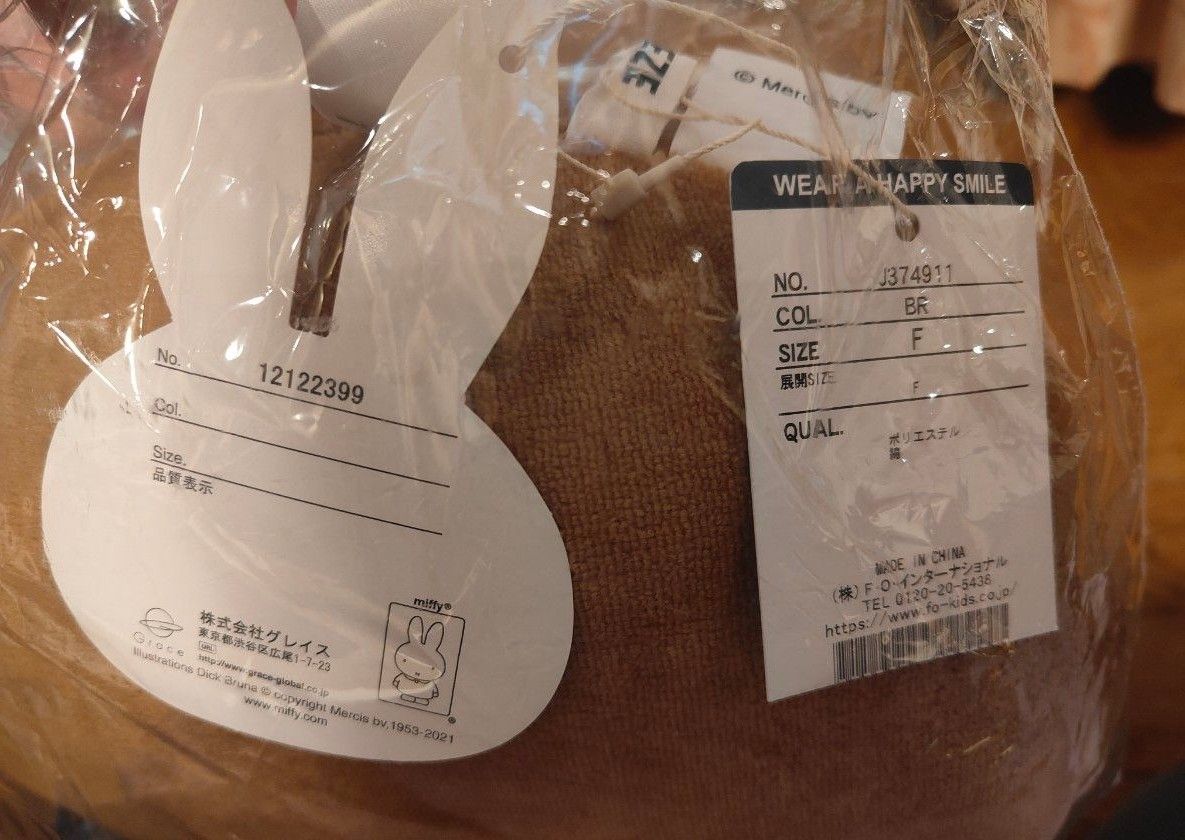 © Mercis bv
WEAR A HAPPY SMILE
NO. J374911
COL. BR
SIZE F
展開SIZE F
QUAL. ポリエステル
綿
MADE IN CHINA
(株)F・O・インターナショナル
TEL 0120-20-5438
https://www.fo-kids.co.jp/
No. 12122399
Col.
Size.
品質表示
miffy®
Grace
株式会社グレイス
東京都渋谷区広尾1-7-23
URL
http://www.grace-global.co.jp
Illustrations Dick Bruna © copyright Mercis bv,1953-2021
www.miffy.com
®